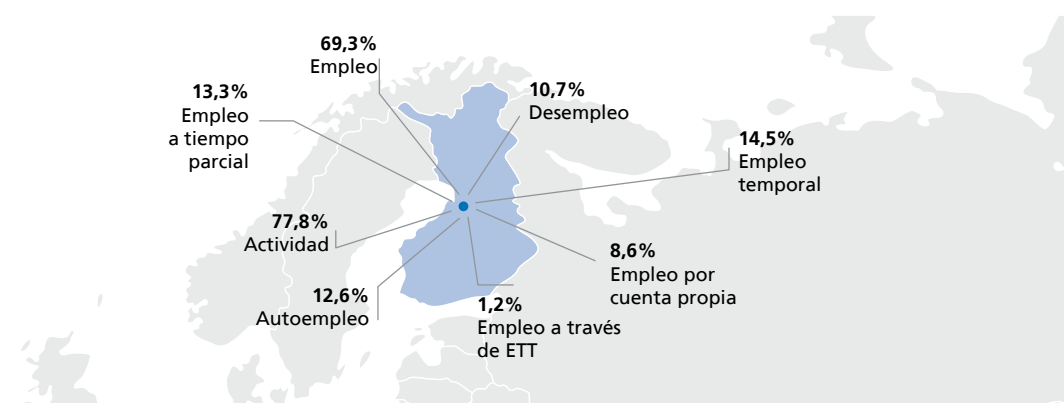 69,3%
Empleo
13,3%
Empleo
a tiempo
parcial
10,7%
Desempleo
14,5%
Empleo
temporal
77,8%
Actividad
8,6%
Empleo por
cuenta propia
12,6%
Autoempleo
1,2%
Empleo a través
de ETT